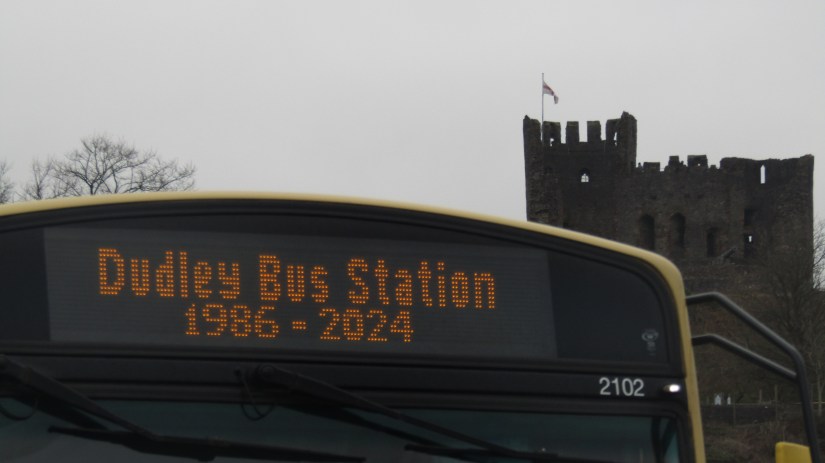 Dudley Bus Station
1986 - 2024
2102